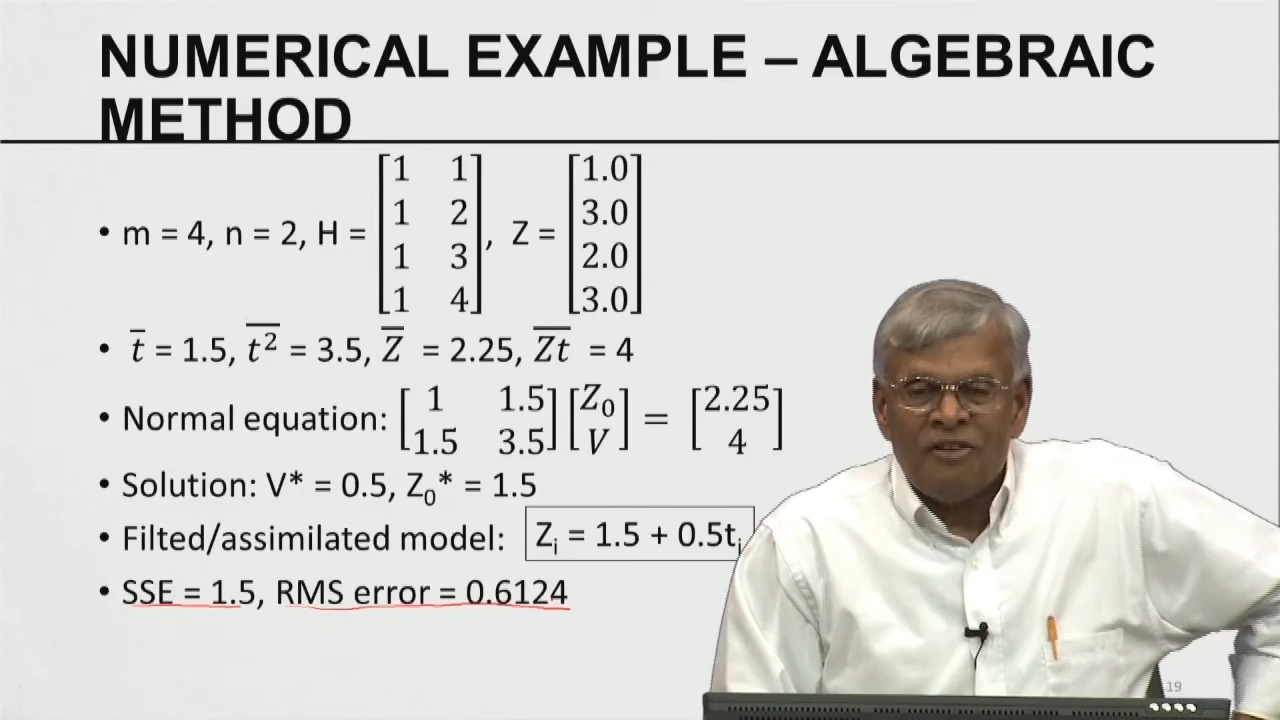 NUMERICAL EXAMPLE – ALGEBRAIC
METHOD
• m = 4, n = 2, H = [1 1; 1 2; 1 3; 1 4], Z = [1.0; 3.0; 2.0; 3.0]
• t̅ = 1.5, t²̅ = 3.5, Z̅ = 2.25, Z̅t̅ = 4
• Normal equation: [1 1.5; 1.5 3.5] [Z₀; V] = [2.25; 4]
• Solution: V* = 0.5, Z₀* = 1.5
• Filted/assimilated model: Zᵢ = 1.5 + 0.5tᵢ
• SSE = 1.5, RMS error = 0.6124
19